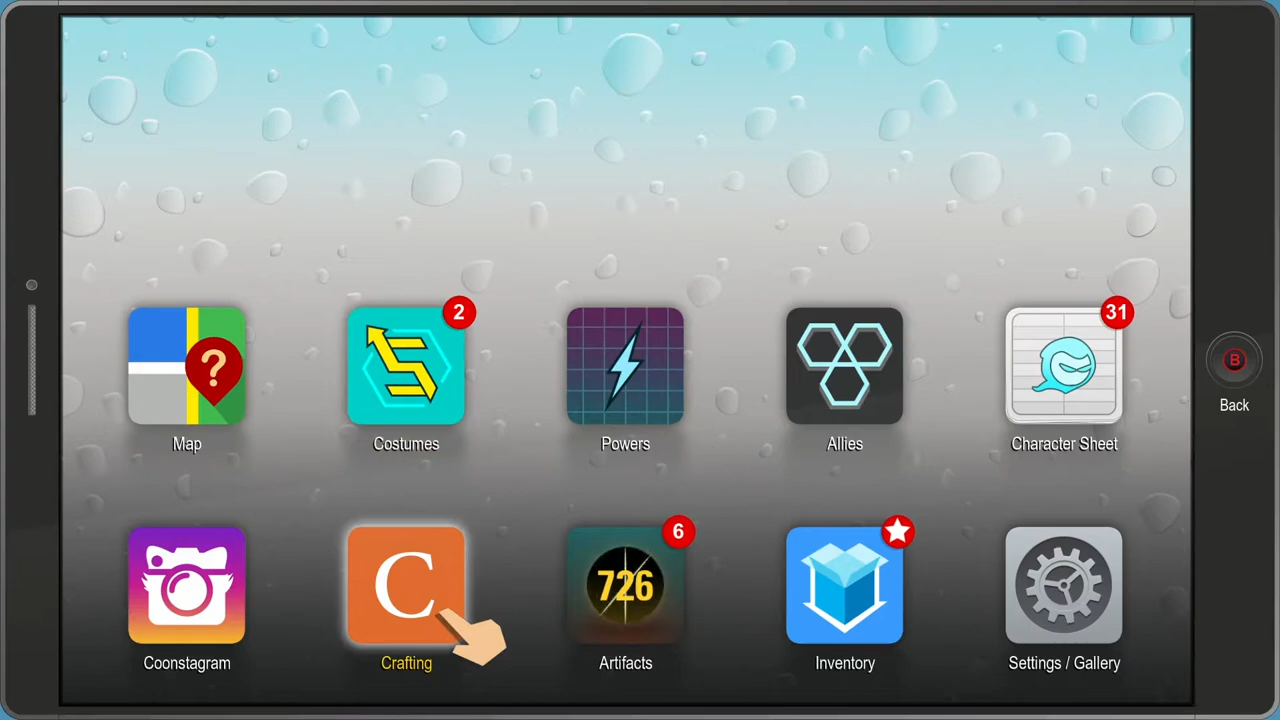 2
31
?
B
Back
Map
Costumes
Powers
Allies
Character Sheet
6
C
726
Coonstagram
Crafting
Artifacts
Inventory
Settings / Gallery